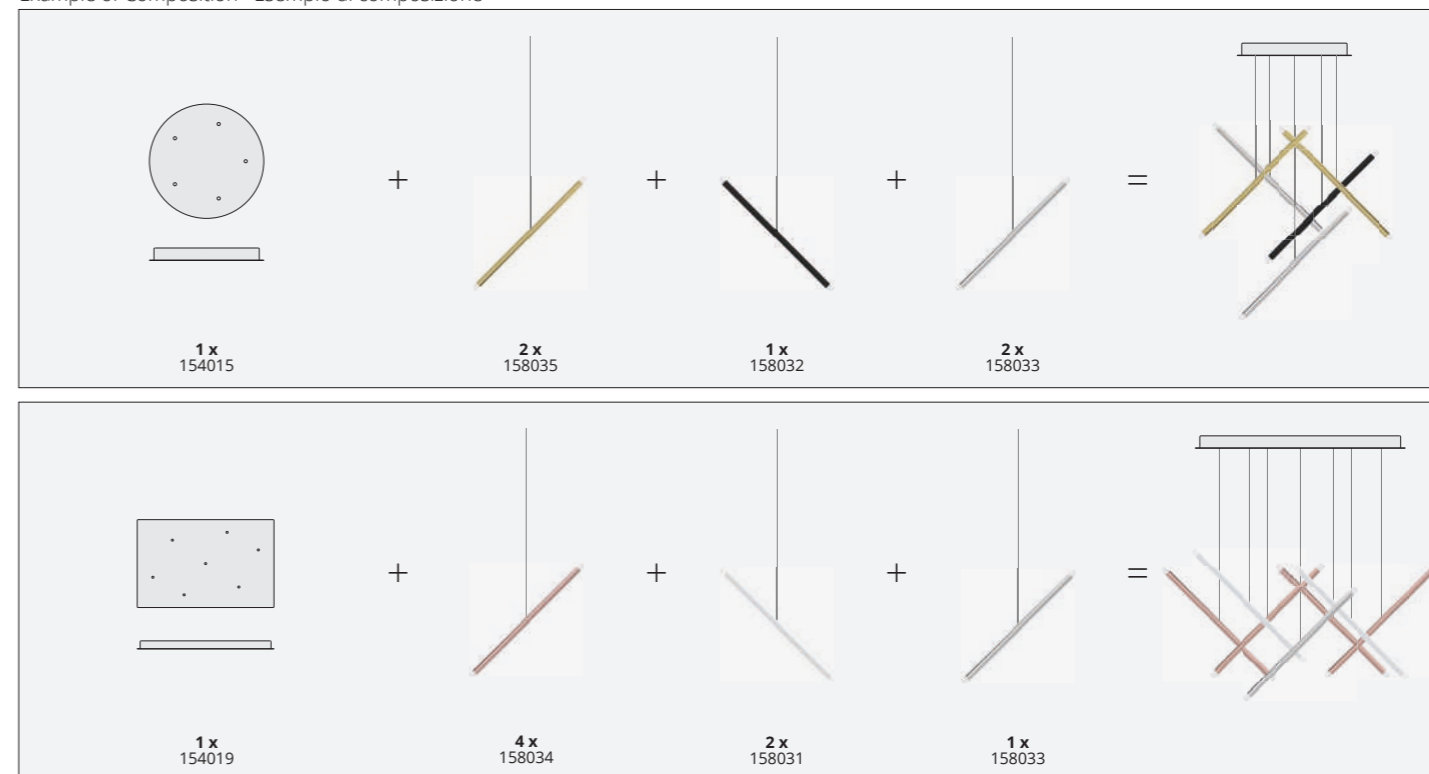 Example of Composition - Esempio di composizione
+ + + =
1 x 2 x 1 x 2 x
154015 158035 158032 158033
+ + + =
1 x 4 x 2 x 1 x
154019 158034 158031 158033